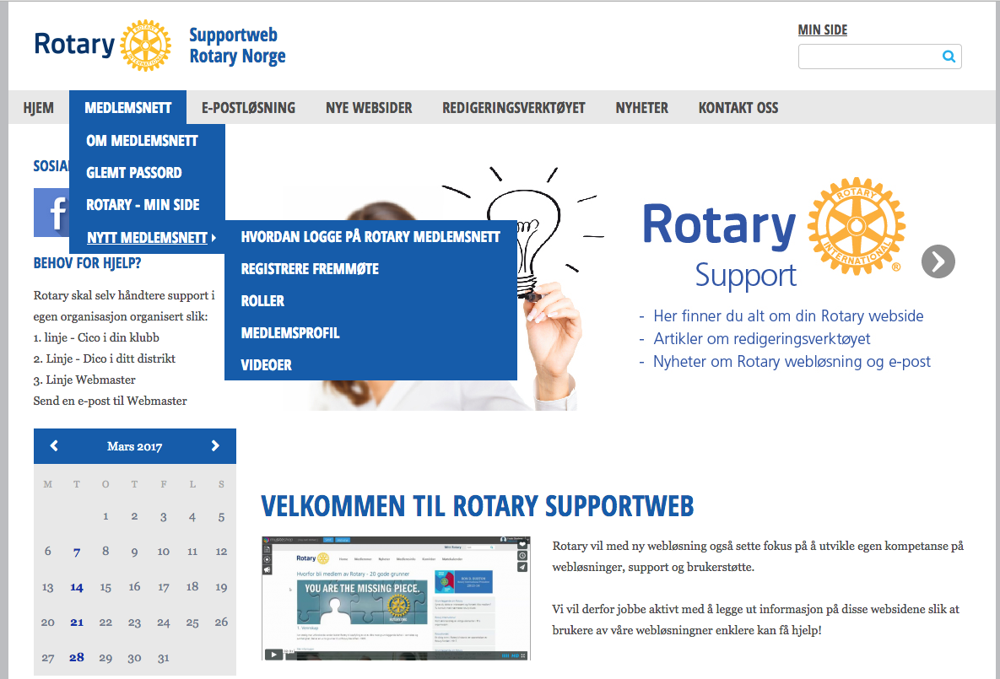 Rotary
ROTARY
INTERNATIONAL
Supportweb
Rotary Norge
MIN SIDE
HJEM MEDLEMSNETT E-POSTLØSNING NYE WEBSIDER REDIGERINGSVERKTØYET NYHETER KONTAKT OSS
OM MEDLEMSNETT
GLEMT PASSORD
ROTARY - MIN SIDE
NYTT MEDLEMSNETT
HVORDAN LOGGE PÅ ROTARY MEDLEMSNETT
REGISTRERE FREMMØTE
ROLLER
MEDLEMSPROFIL
VIDEOER
SOSIA
f
BEHOV FOR HJELP?
Rotary skal selv håndtere support i
egen organisasjon organisert slik:
1. linje - Cico i din klubb
2. Linje - Dico i ditt distrikt
3. Linje Webmaster
Send en e-post til Webmaster
Rotary
ROTARY
INTERNATIONAL
®
Support
- Her finner du alt om din Rotary webside
- Artikler om redigeringsverktøyet
- Nyheter om Rotary webløsning og e-post
Mars 2017
M T O T F L S
1 2 3 4 5
6 7 8 9 10 11 12
13 14 15 16 17 18 19
20 21 22 23 24 25 26
27 28 29 30 31
VELKOMMEN TIL ROTARY SUPPORTWEB
Rotary
Hvorfor bli medlem av Rotary - 20 gode grunner
YOU ARE THE MISSING PIECE.
1. Vennskap
Rotary vil med ny webløsning også sette fokus på å utvikle egen kompetanse på
webløsninger, support og brukerstøtte.
Vi vil derfor jobbe aktivt med å legge ut informasjon på disse websidene slik at
brukere av våre webløsningner enklere kan få hjelp!